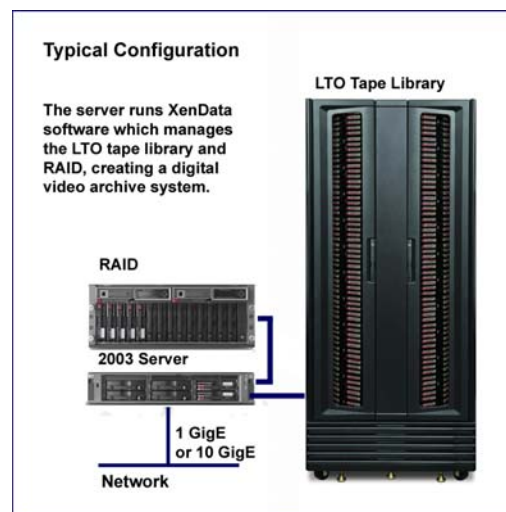 Typical Configuration
LTO Tape Library
The server runs XenData
software which manages
the LTO tape library and
RAID, creating a digital
video archive system.
RAID
2003 Server
1 GigE
or 10 GigE
Network